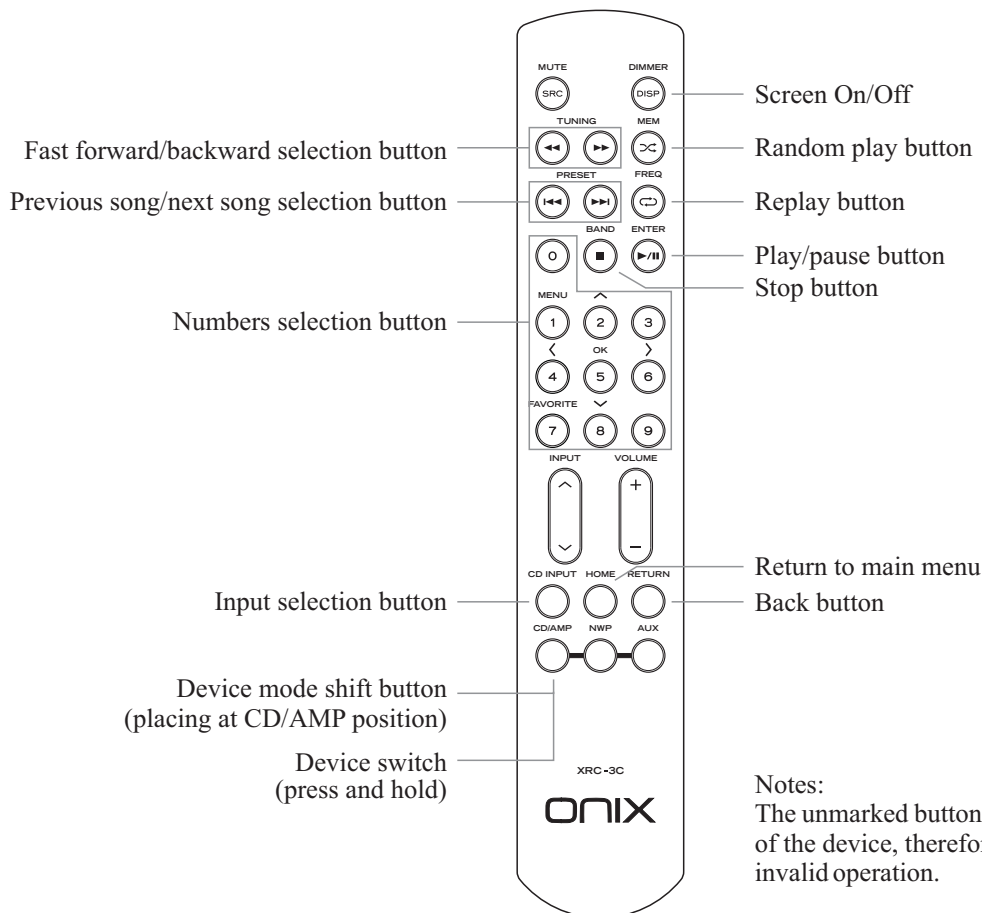 MUTE
DIMMER
SRC
DISP
Screen On/Off
TUNING
MEM
Fast forward/backward selection button
Random play button
PRESET
FREQ
Previous song/next song selection button
Replay button
BAND
ENTER
0
Play/pause button
Stop button
MENU
Numbers selection button
1
2
3
OK
4
5
6
FAVORITE
7
8
9
INPUT
VOLUME
+
−
Return to main menu
CD INPUT
HOME
RETURN
Input selection button
Back button
CD/AMP
NWP
AUX
Device mode shift button
(placing at CD/AMP position)
Device switch
(press and hold)
XRC-3C
ONIX
Notes:
The unmarked button
of the device, therefor
invalid operation.